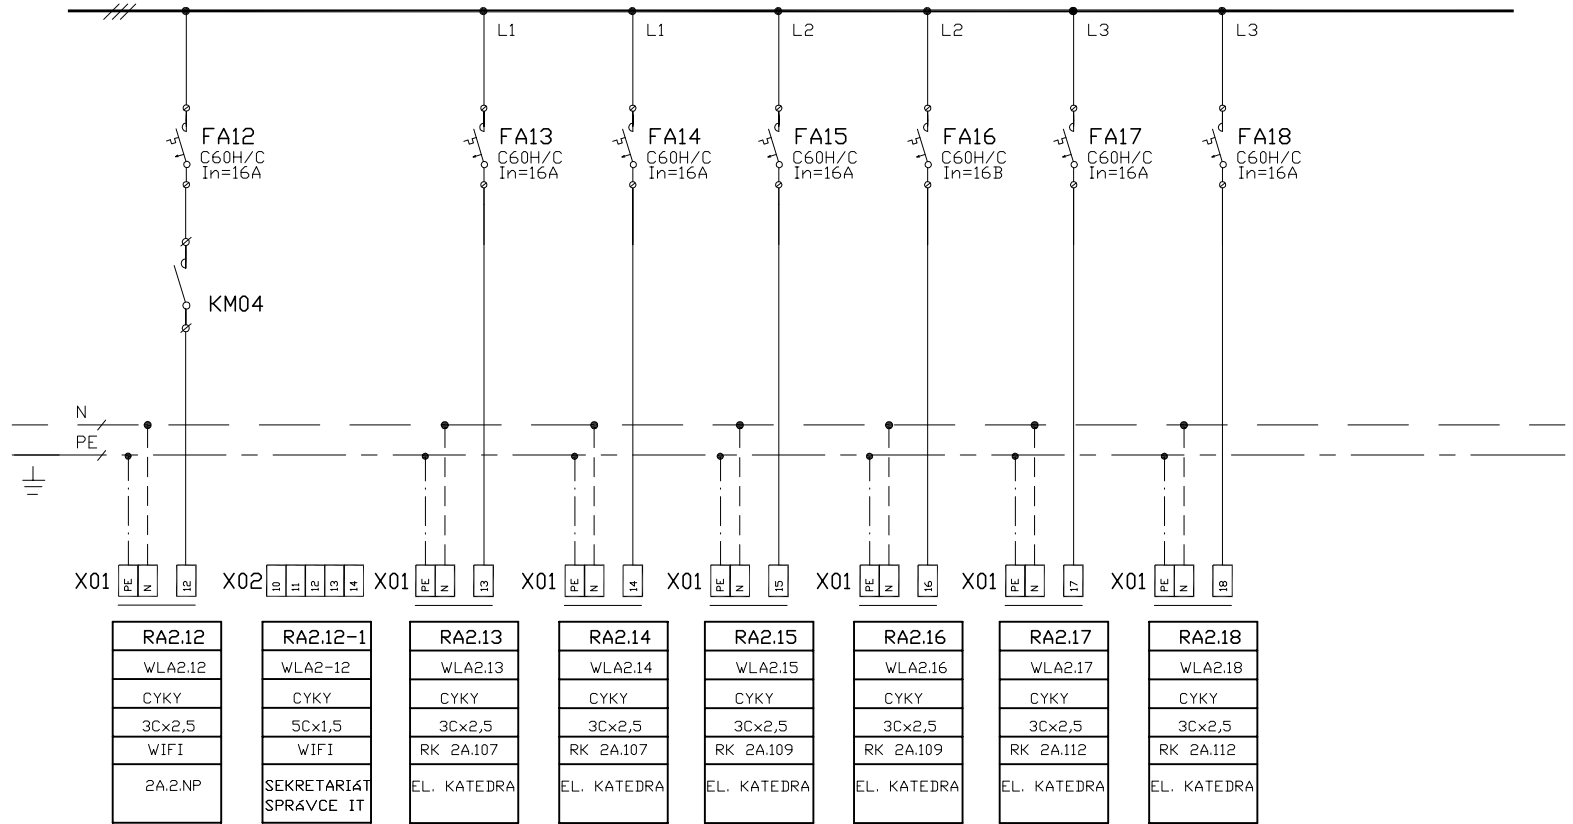 L1 L1 L2 L2 L3 L3
FA12 FA13 FA14 FA15 FA16 FA17 FA18
C60H/C C60H/C C60H/C C60H/C C60H/C C60H/C C60H/C
In=16A In=16A In=16A In=16A In=16B In=16A In=16A
KM04
N
PE
X01 PE N 12 X02 10 11 12 13 14 X01 PE N 13 X01 PE N 14 X01 PE N 15 X01 PE N 16 X01 PE N 17 X01 PE N 18
RA2.12 RA2.12-1 RA2.13 RA2.14 RA2.15 RA2.16 RA2.17 RA2.18
WLA2.12 WLA2-12 WLA2.13 WLA2.14 WLA2.15 WLA2.16 WLA2.17 WLA2.18
CYKY CYKY CYKY CYKY CYKY CYKY CYKY CYKY
3Cx2,5 5Cx1,5 3Cx2,5 3Cx2,5 3Cx2,5 3Cx2,5 3Cx2,5 3Cx2,5
WIFI WIFI RK 2A.107 RK 2A.107 RK 2A.109 RK 2A.109 RK 2A.112 RK 2A.112
2A.2.NP SEKRETARIÁT EL. KATEDRA EL. KATEDRA EL. KATEDRA EL. KATEDRA EL. KATEDRA EL. KATEDRA
SPRÁVCE IT